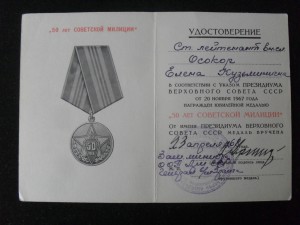 "50 ЛЕТ СОВЕТСКОЙ МИЛИЦИИ"
50
УДОСТОВЕРЕНИЕ
Ст лейтенант
Осокор
Елена Кузьминична
В СООТВЕТСТВИИ С УКАЗОМ ПРЕЗИДИУМА
ВЕРХОВНОГО СОВЕТА СССР
ОТ 20 НОЯБРЯ 1967 ГОДА
НАГРАЖДЕН ЮБИЛЕЙНОЙ МЕДАЛЬЮ
"50 ЛЕТ СОВЕТСКОЙ МИЛИЦИИ"
ОТ ИМЕНИ ПРЕЗИДИУМА ВЕРХОВНОГО
СОВЕТА СССР МЕДАЛЬ ВРУЧЕНА
23 апреля